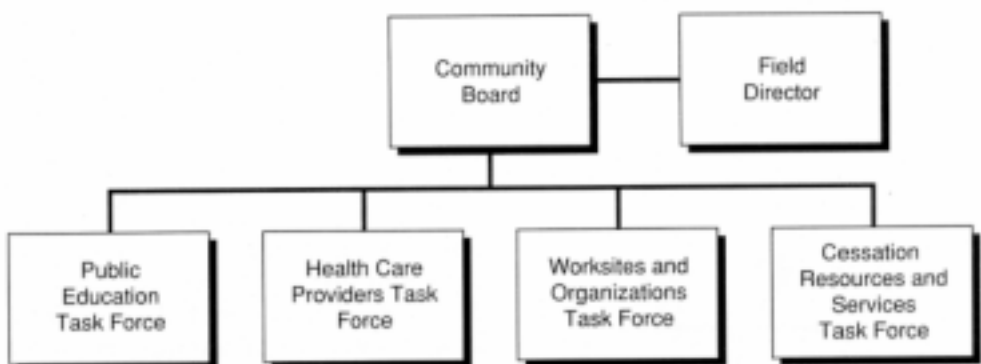 Community
Board
Field
Director
Public
Education
Task Force
Health Care
Providers Task
Force
Worksites and
Organizations
Task Force
Cessation
Resources and
Services
Task Force